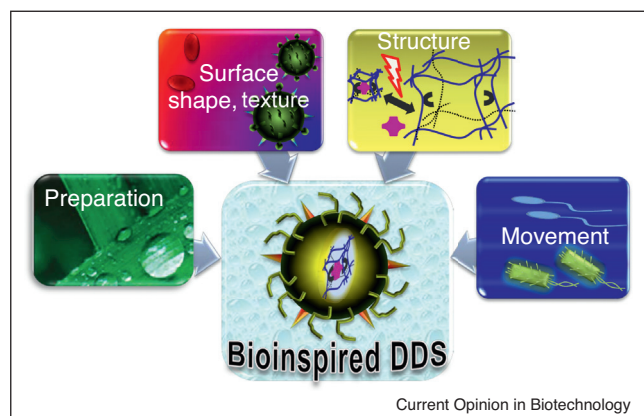 Surface
shape, texture
Structure
Preparation
Movement
Bioinspired DDS
Current Opinion in Biotechnology